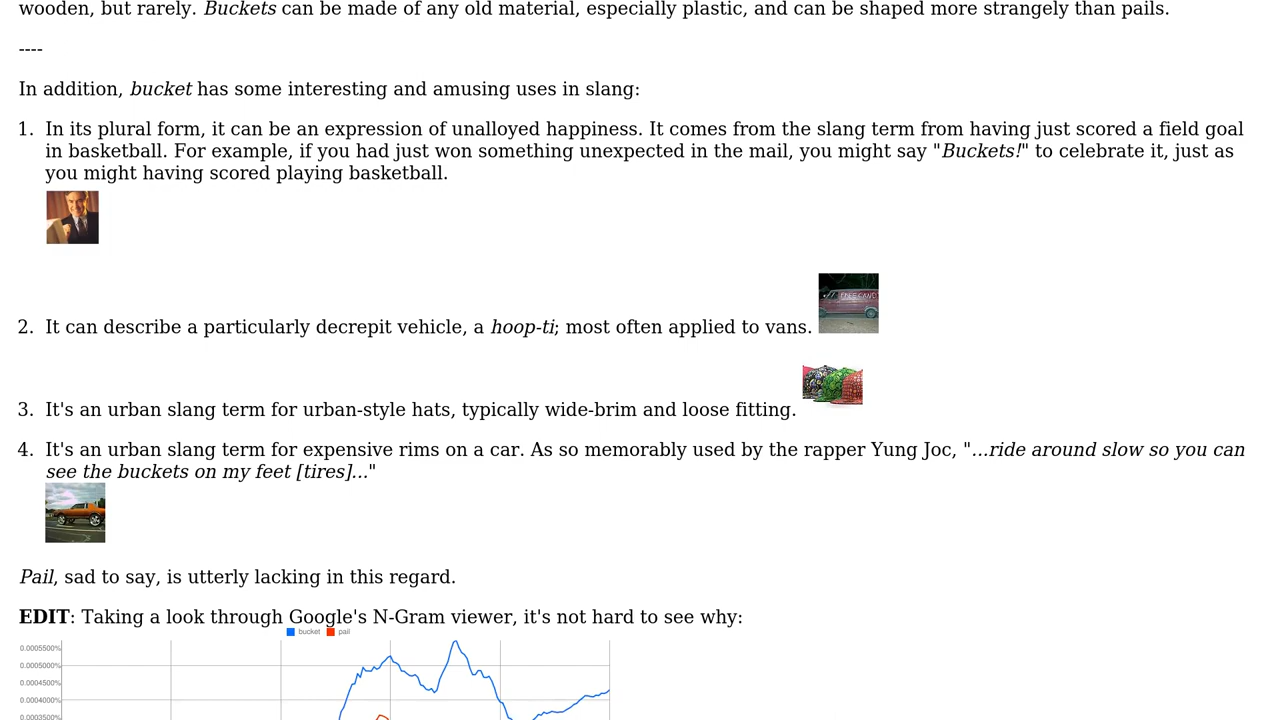 wooden, but rarely. Buckets can be made of any old material, especially plastic, and can be shaped more strangely than pails.
----
In addition, bucket has some interesting and amusing uses in slang:
1. In its plural form, it can be an expression of unalloyed happiness. It comes from the slang term from having just scored a field goal
in basketball. For example, if you had just won something unexpected in the mail, you might say "Buckets!" to celebrate it, just as
you might having scored playing basketball.
FREE CANDY
2. It can describe a particularly decrepit vehicle, a hoop-ti; most often applied to vans.
3. It's an urban slang term for urban-style hats, typically wide-brim and loose fitting.
4. It's an urban slang term for expensive rims on a car. As so memorably used by the rapper Yung Joc, "...ride around slow so you can
see the buckets on my feet [tires]..."
Pail, sad to say, is utterly lacking in this regard.
EDIT: Taking a look through Google's N-Gram viewer, it's not hard to see why:
bucket pail
0.0005500%
0.0005000%
0.0004500%
0.0004000%
0.0003500%